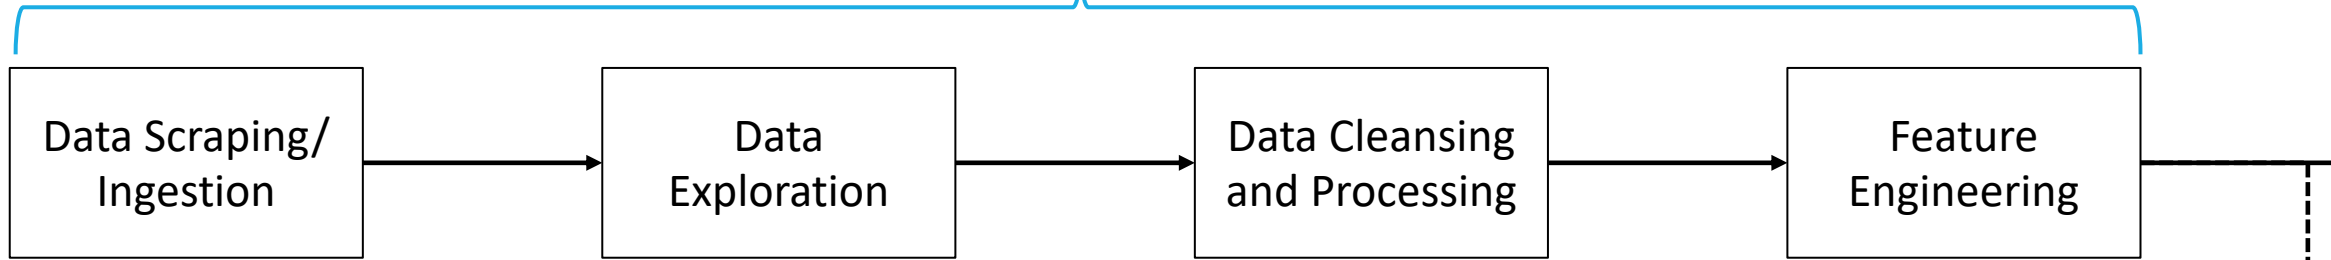 Data Scraping/
Ingestion
Data
Exploration
Data Cleansing
and Processing
Feature
Engineering